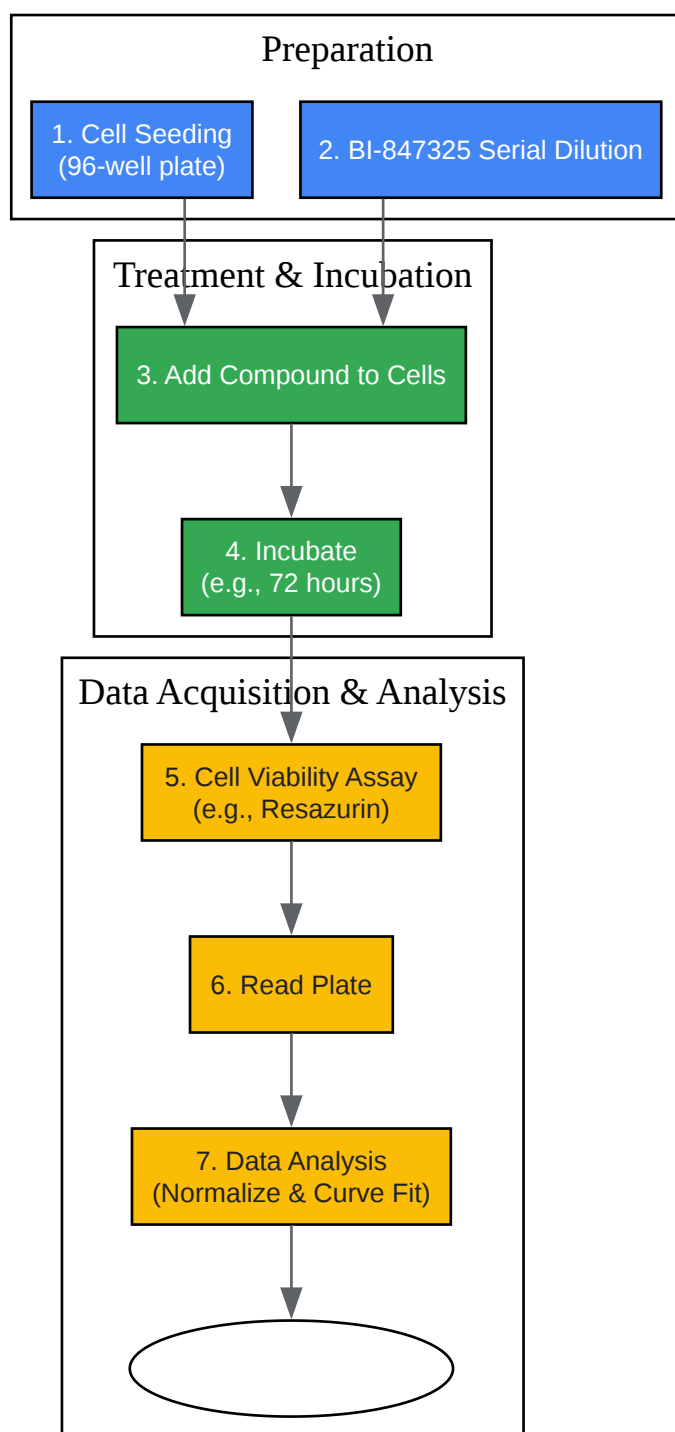 Preparation
1. Cell Seeding
(96-well plate)
2. BI-847325 Serial Dilution
Treatment & Incubation
3. Add Compound to Cells
4. Incubate
(e.g., 72 hours)
Data Acquisition & Analysis
5. Cell Viability Assay
(e.g., Resazurin)
6. Read Plate
7. Data Analysis
(Normalize & Curve Fit)